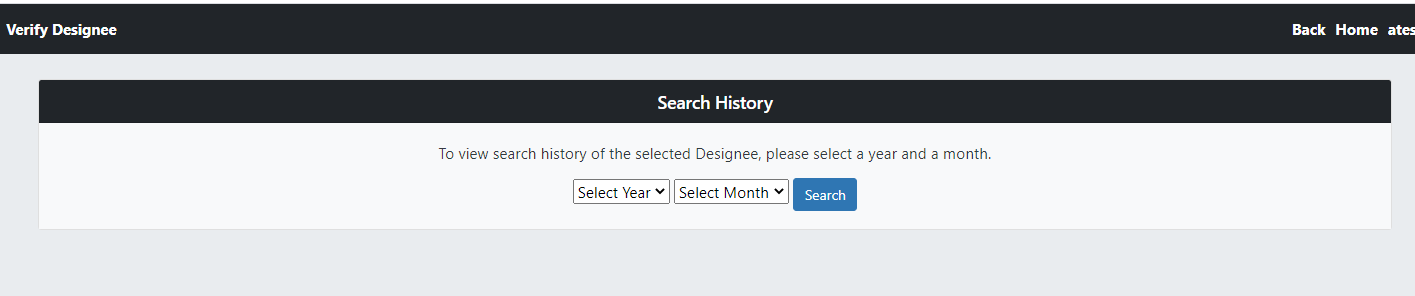 Verify Designee
Back Home ates
Search History
To view search history of the selected Designee, please select a year and a month.
Select Year Select Month Search